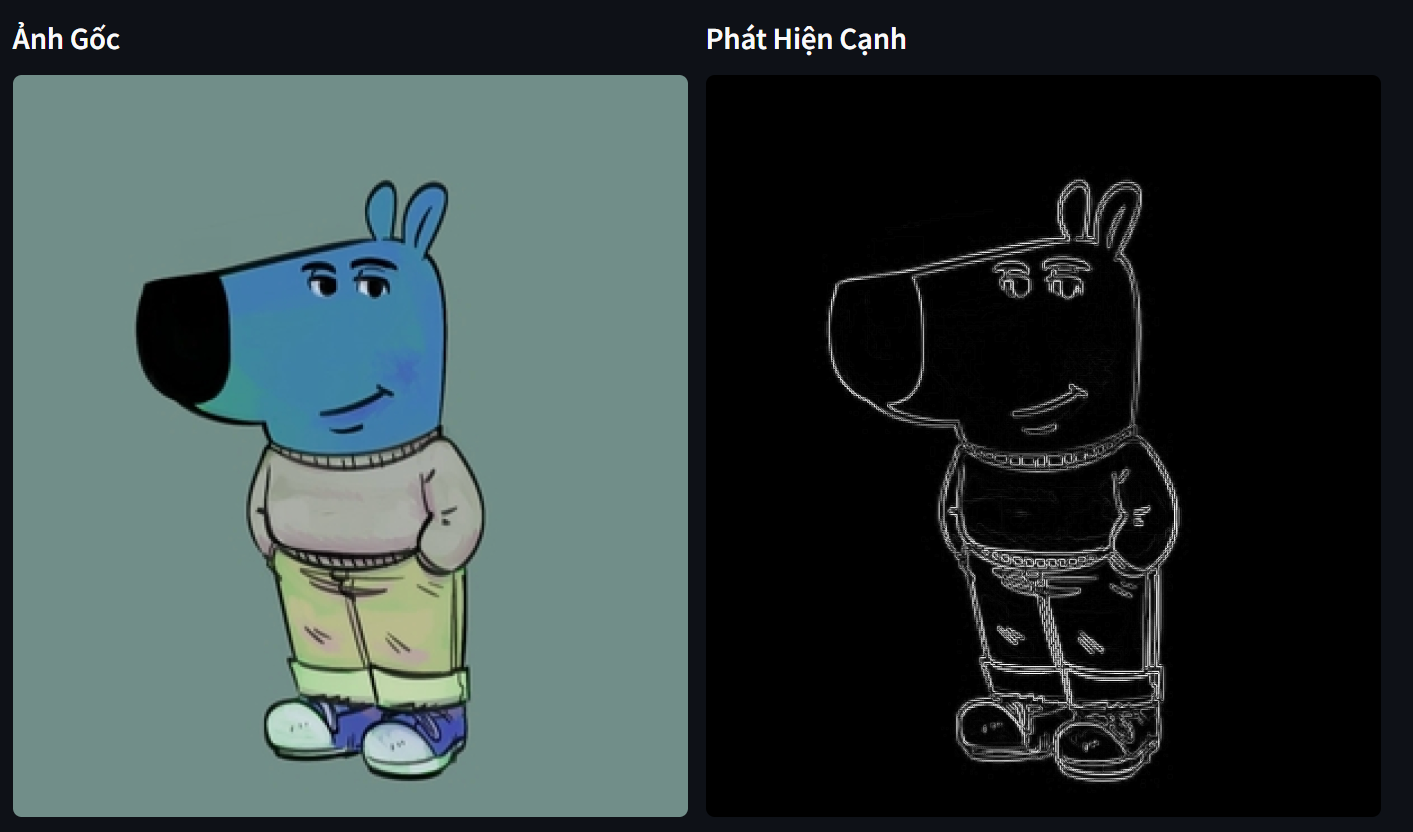 Ảnh Gốc
Phát Hiện Cạnh